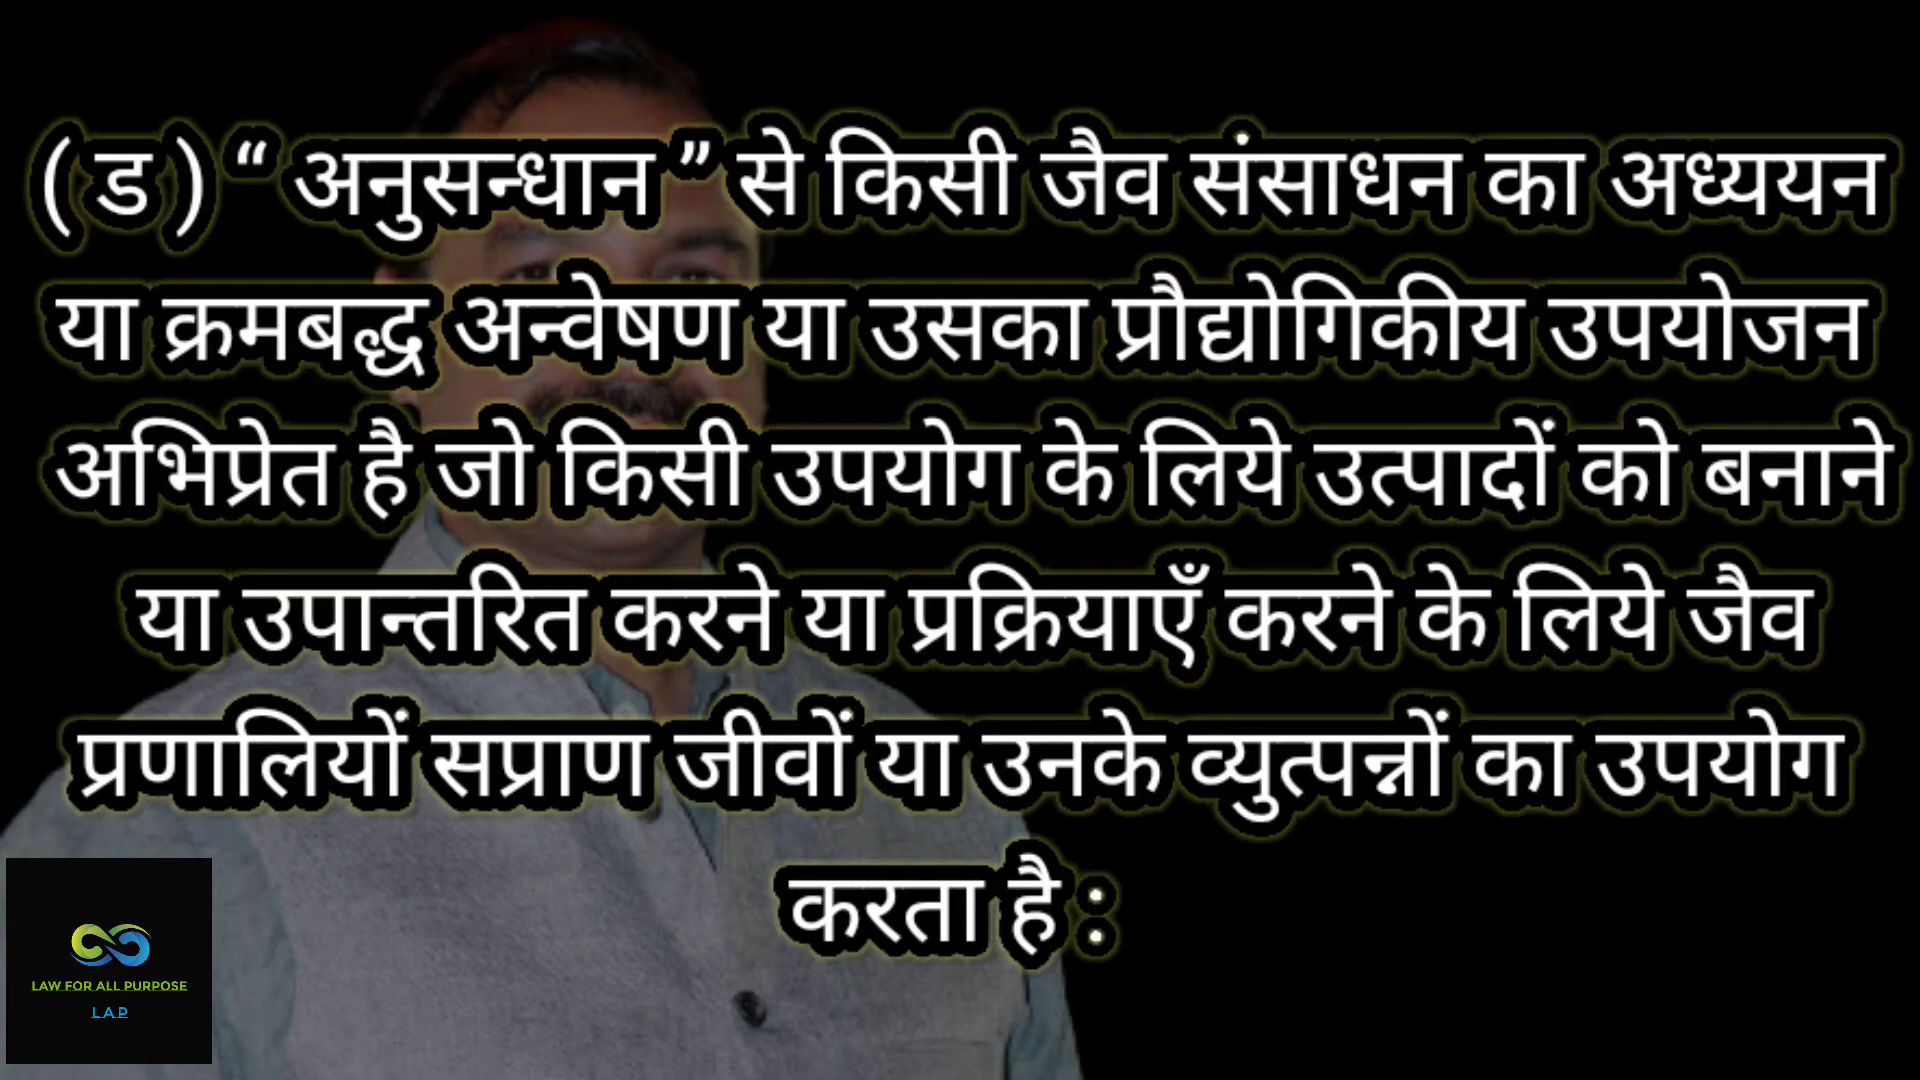 ( ड ) “ अनुसन्धान ” से किसी जैव संसाधन का अध्ययन
या क्रमबद्ध अन्वेषण या उसका प्रौद्योगिकीय उपयोजन
अभिप्रेत है जो किसी उपयोग के लिये उत्पादों को बनाने
या उपान्तरित करने या प्रक्रियाएँ करने के लिये जैव
प्रणालियों सप्राण जीवों या उनके व्युत्पन्नों का उपयोग
करता है :
LAW FOR ALL PURPOSE
L.A.P